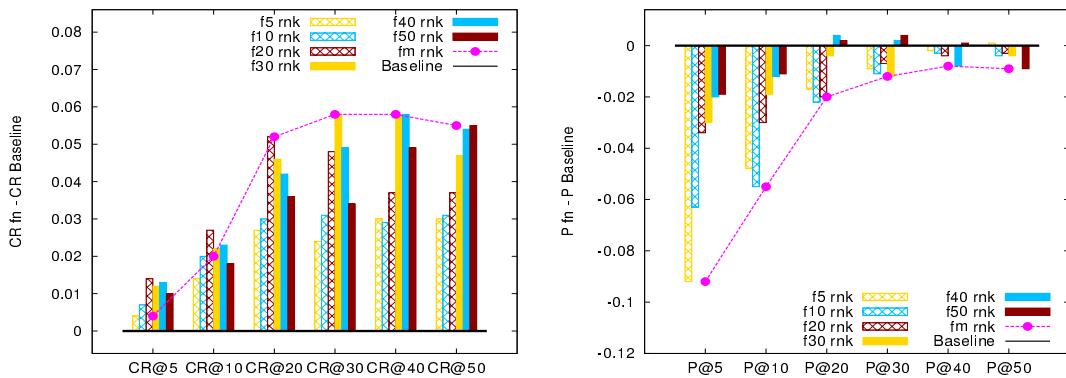 CR fn - CR Baseline
0.08
0.07
0.06
0.05
0.04
0.03
0.02
0.01
0
f5 rnk
f10 rnk
f20 rnk
f30 rnk
f40 rnk
f50 rnk
fm rnk
Baseline
CR@5 CR@10 CR@20 CR@30 CR@40 CR@50
P fn - P Baseline
0
-0.02
-0.04
-0.06
-0.08
-0.1
-0.12
f5 rnk
f10 rnk
f20 rnk
f30 rnk
f40 rnk
f50 rnk
fm rnk
Baseline
P@5 P@10 P@20 P@30 P@40 P@50